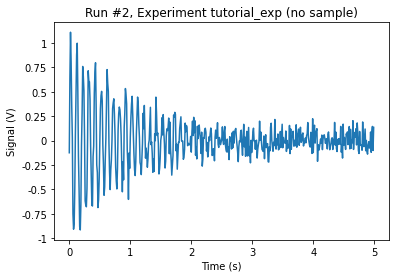 Run #2, Experiment tutorial_exp (no sample)
1
0.75
0.50
0.25
0
-0.25
-0.5
-0.75
-1
Signal (V)
0 1 2 3 4 5
Time (s)